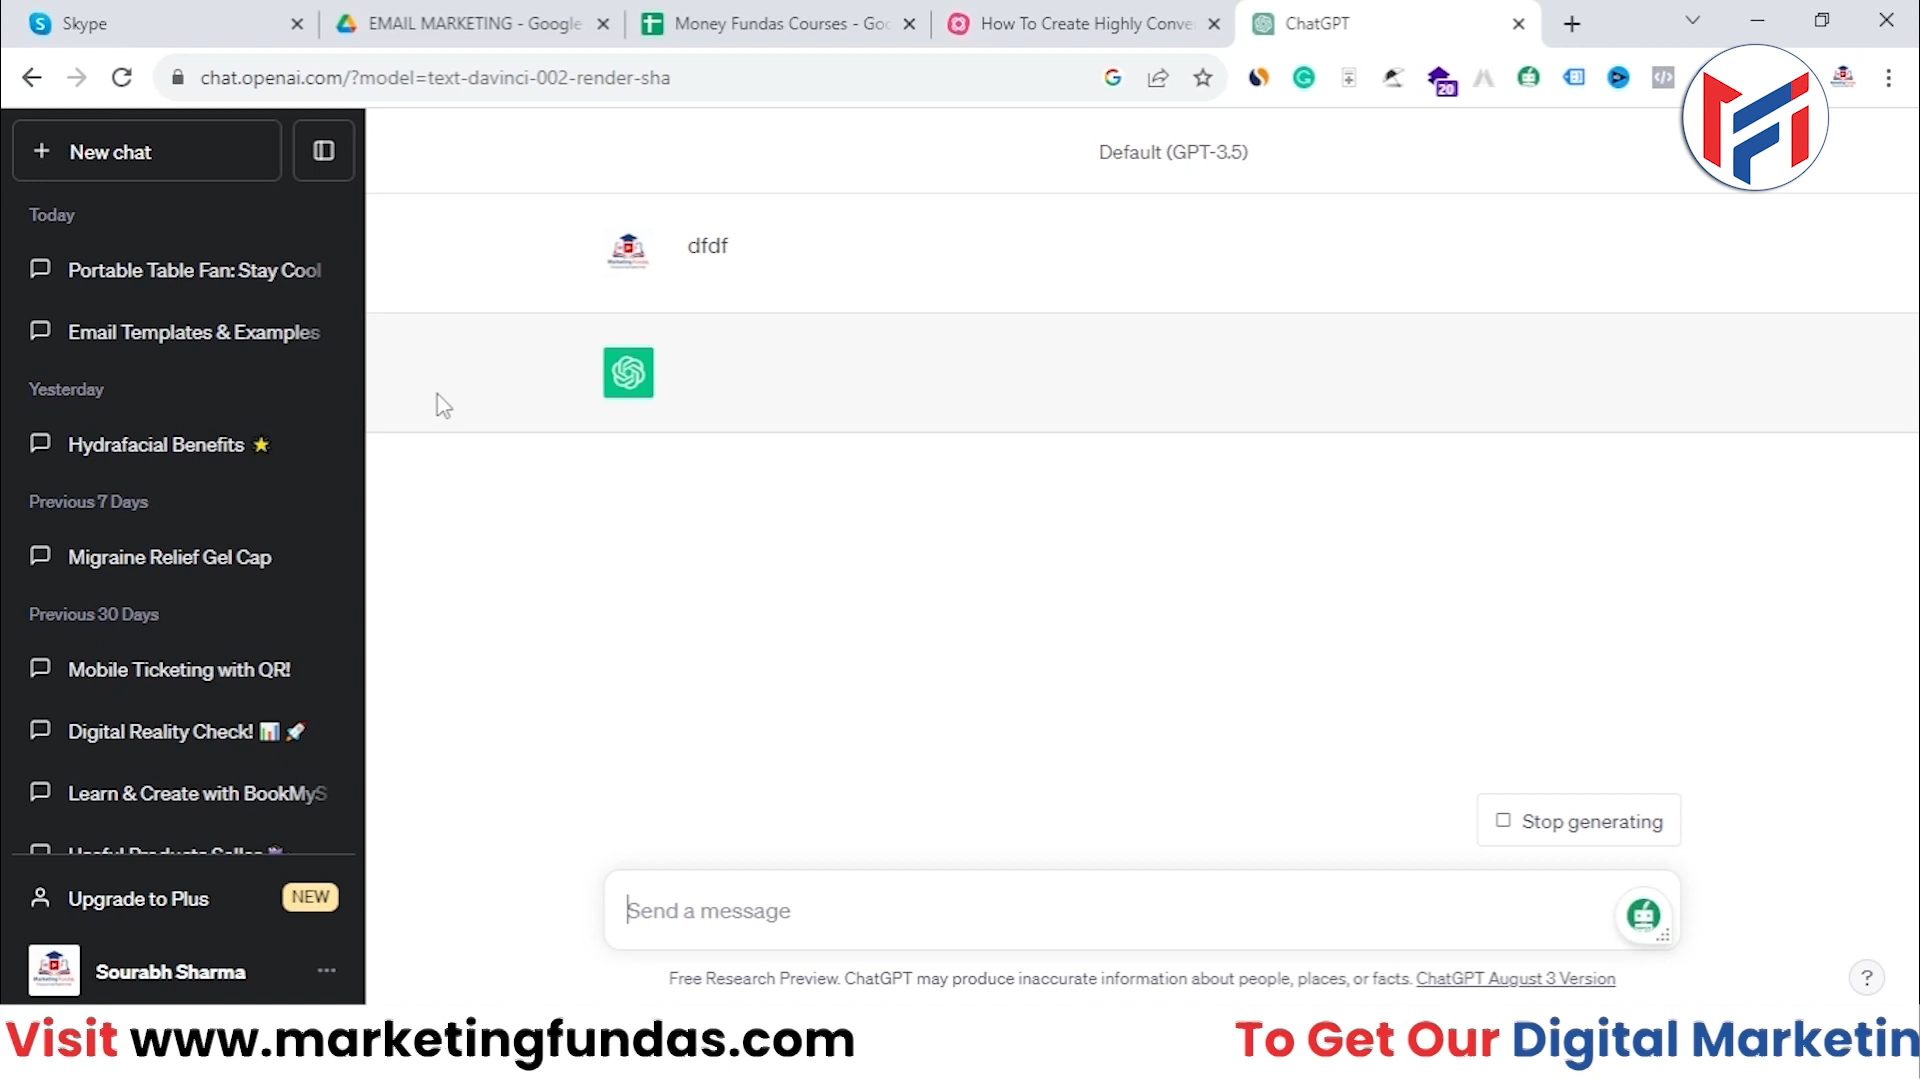 Skype
EMAIL MARKETING - Google
Money Fundas Courses - Goo
How To Create Highly Conve
ChatGPT
chat.openai.com/?model=text-davinci-002-render-sha
20
New chat
Default (GPT-3.5)
Today
dfdf
Portable Table Fan: Stay Cool
Email Templates & Examples
Yesterday
Hydrafacial Benefits
Previous 7 Days
Migraine Relief Gel Cap
Previous 30 Days
Mobile Ticketing with QR!
Digital Reality Check!
Learn & Create with BookMyS
Stop generating
Upgrade to Plus
NEW
Send a message
Sourabh Sharma
Free Research Preview. ChatGPT may produce inaccurate information about people, places, or facts. ChatGPT August 3 Version
?
Visit www.marketingfundas.com
To Get Our Digital Marketin